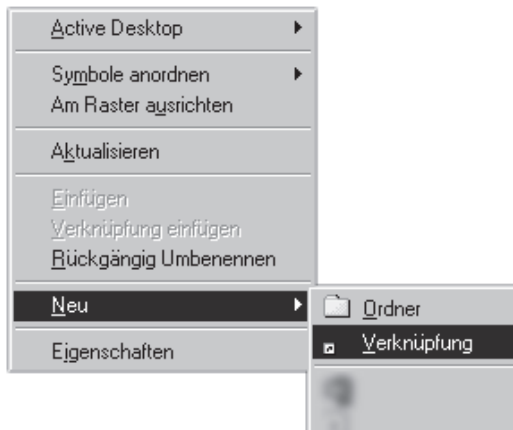 Active Desktop
Symbole anordnen
Am Raster ausrichten
Aktualisieren
Einfügen
Verknüpfung einfügen
Rückgängig Umbenennen
Neu
Eigenschaften
Ordner
Verknüpfung